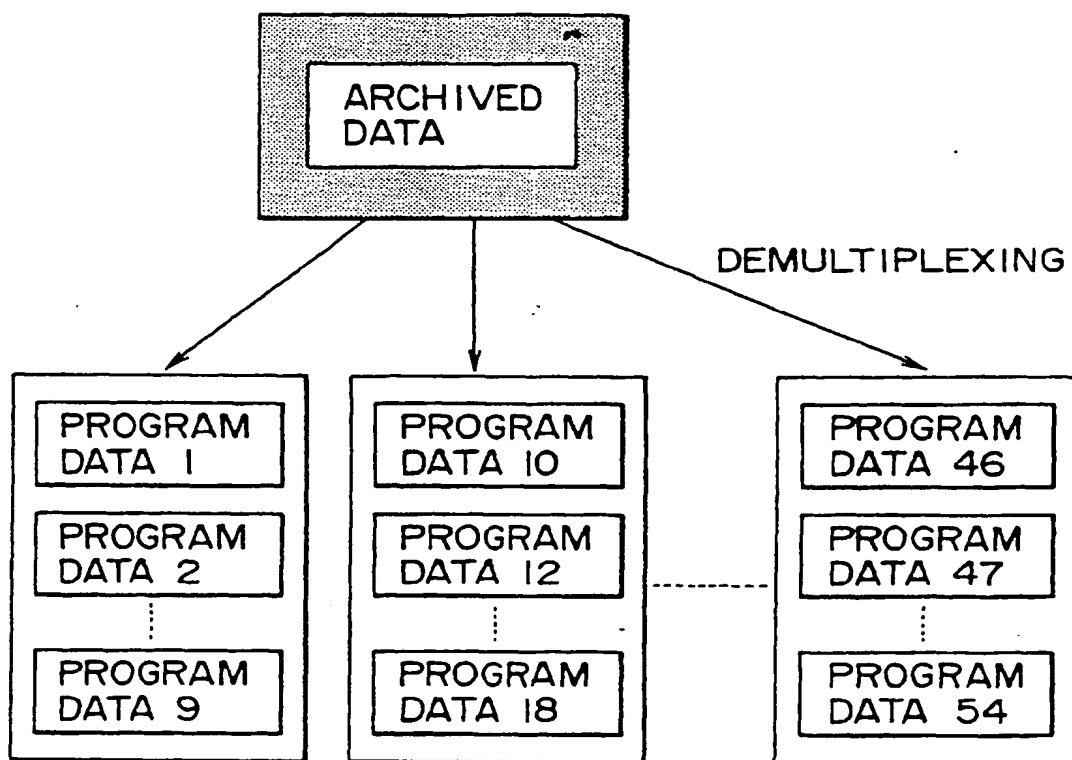 ARCHIVED
DATA
DEMULTIPLEXING
PROGRAM
DATA 1
PROGRAM
DATA 2
PROGRAM
DATA 9
PROGRAM
DATA 10
PROGRAM
DATA 12
PROGRAM
DATA 18
PROGRAM
DATA 46
PROGRAM
DATA 47
PROGRAM
DATA 54